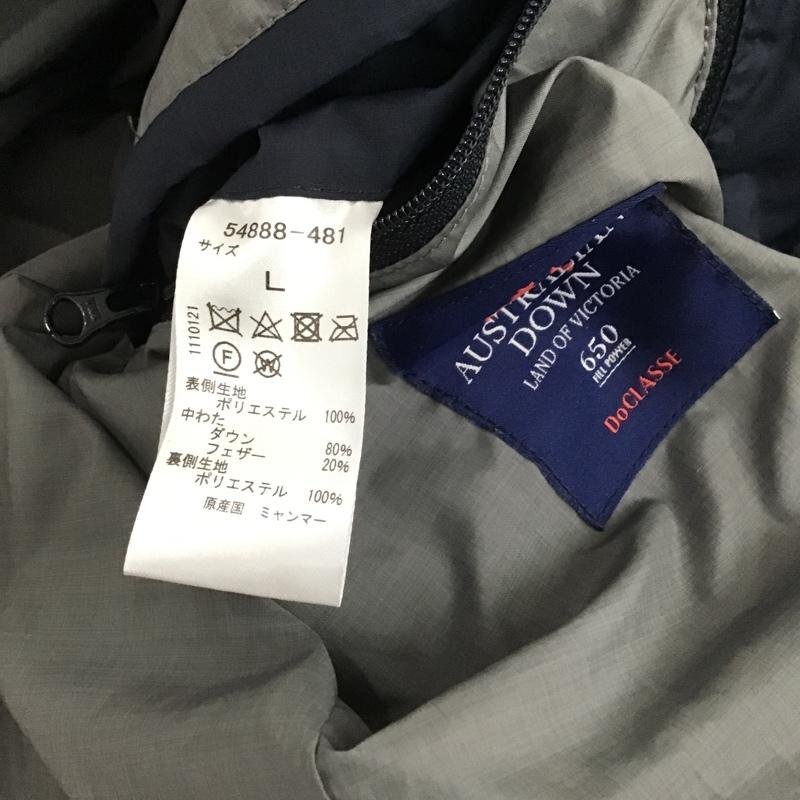 54888-481
サイズ
L
1110121
F
W
表側生地
ポリエステル 100%
中わた
ダウン 80%
フェザー 20%
裏側生地
ポリエステル 100%
原産国 ミャンマー
AUSTRALIAN
DOWN
LAND OF VICTORIA
650
FILL POWER
DoCLASSE